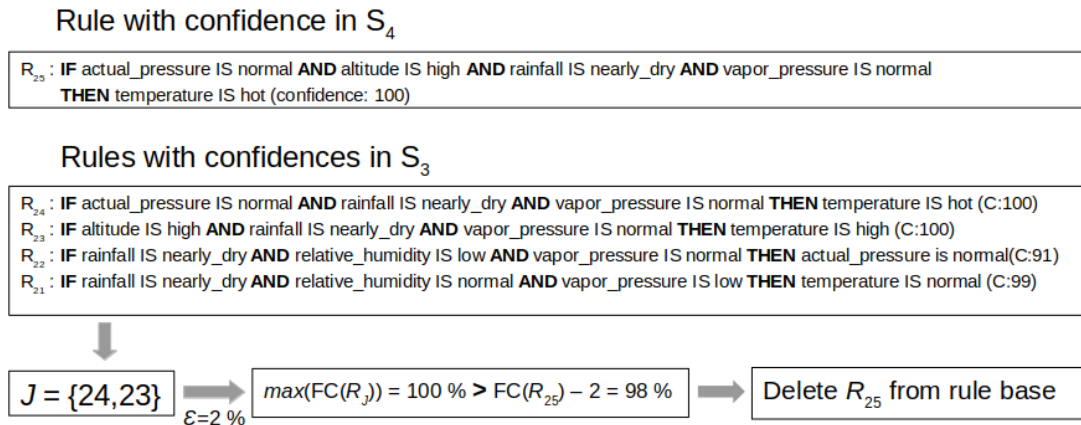 Rule with confidence in S₄
R₂₅ : IF actual_pressure IS normal AND altitude IS high AND rainfall IS nearly_dry AND vapor_pressure IS normal
THEN temperature IS hot (confidence: 100)
Rules with confidences in S₃
R₂₄ : IF actual_pressure IS normal AND rainfall IS nearly_dry AND vapor_pressure IS normal THEN temperature IS hot (C:100)
R₂₃ : IF altitude IS high AND rainfall IS nearly_dry AND vapor_pressure IS normal THEN temperature IS high (C:100)
R₂₂ : IF rainfall IS nearly_dry AND relative_humidity IS low AND vapor_pressure IS normal THEN actual_pressure is normal(C:91)
R₂₁ : IF rainfall IS nearly_dry AND relative_humidity IS normal AND vapor_pressure IS low THEN temperature IS normal (C:99)
J = {24,23}
ε=2 %
max(FC(R_J)) = 100 % > FC(R₂₅) – 2 = 98 %
Delete R₂₅ from rule base